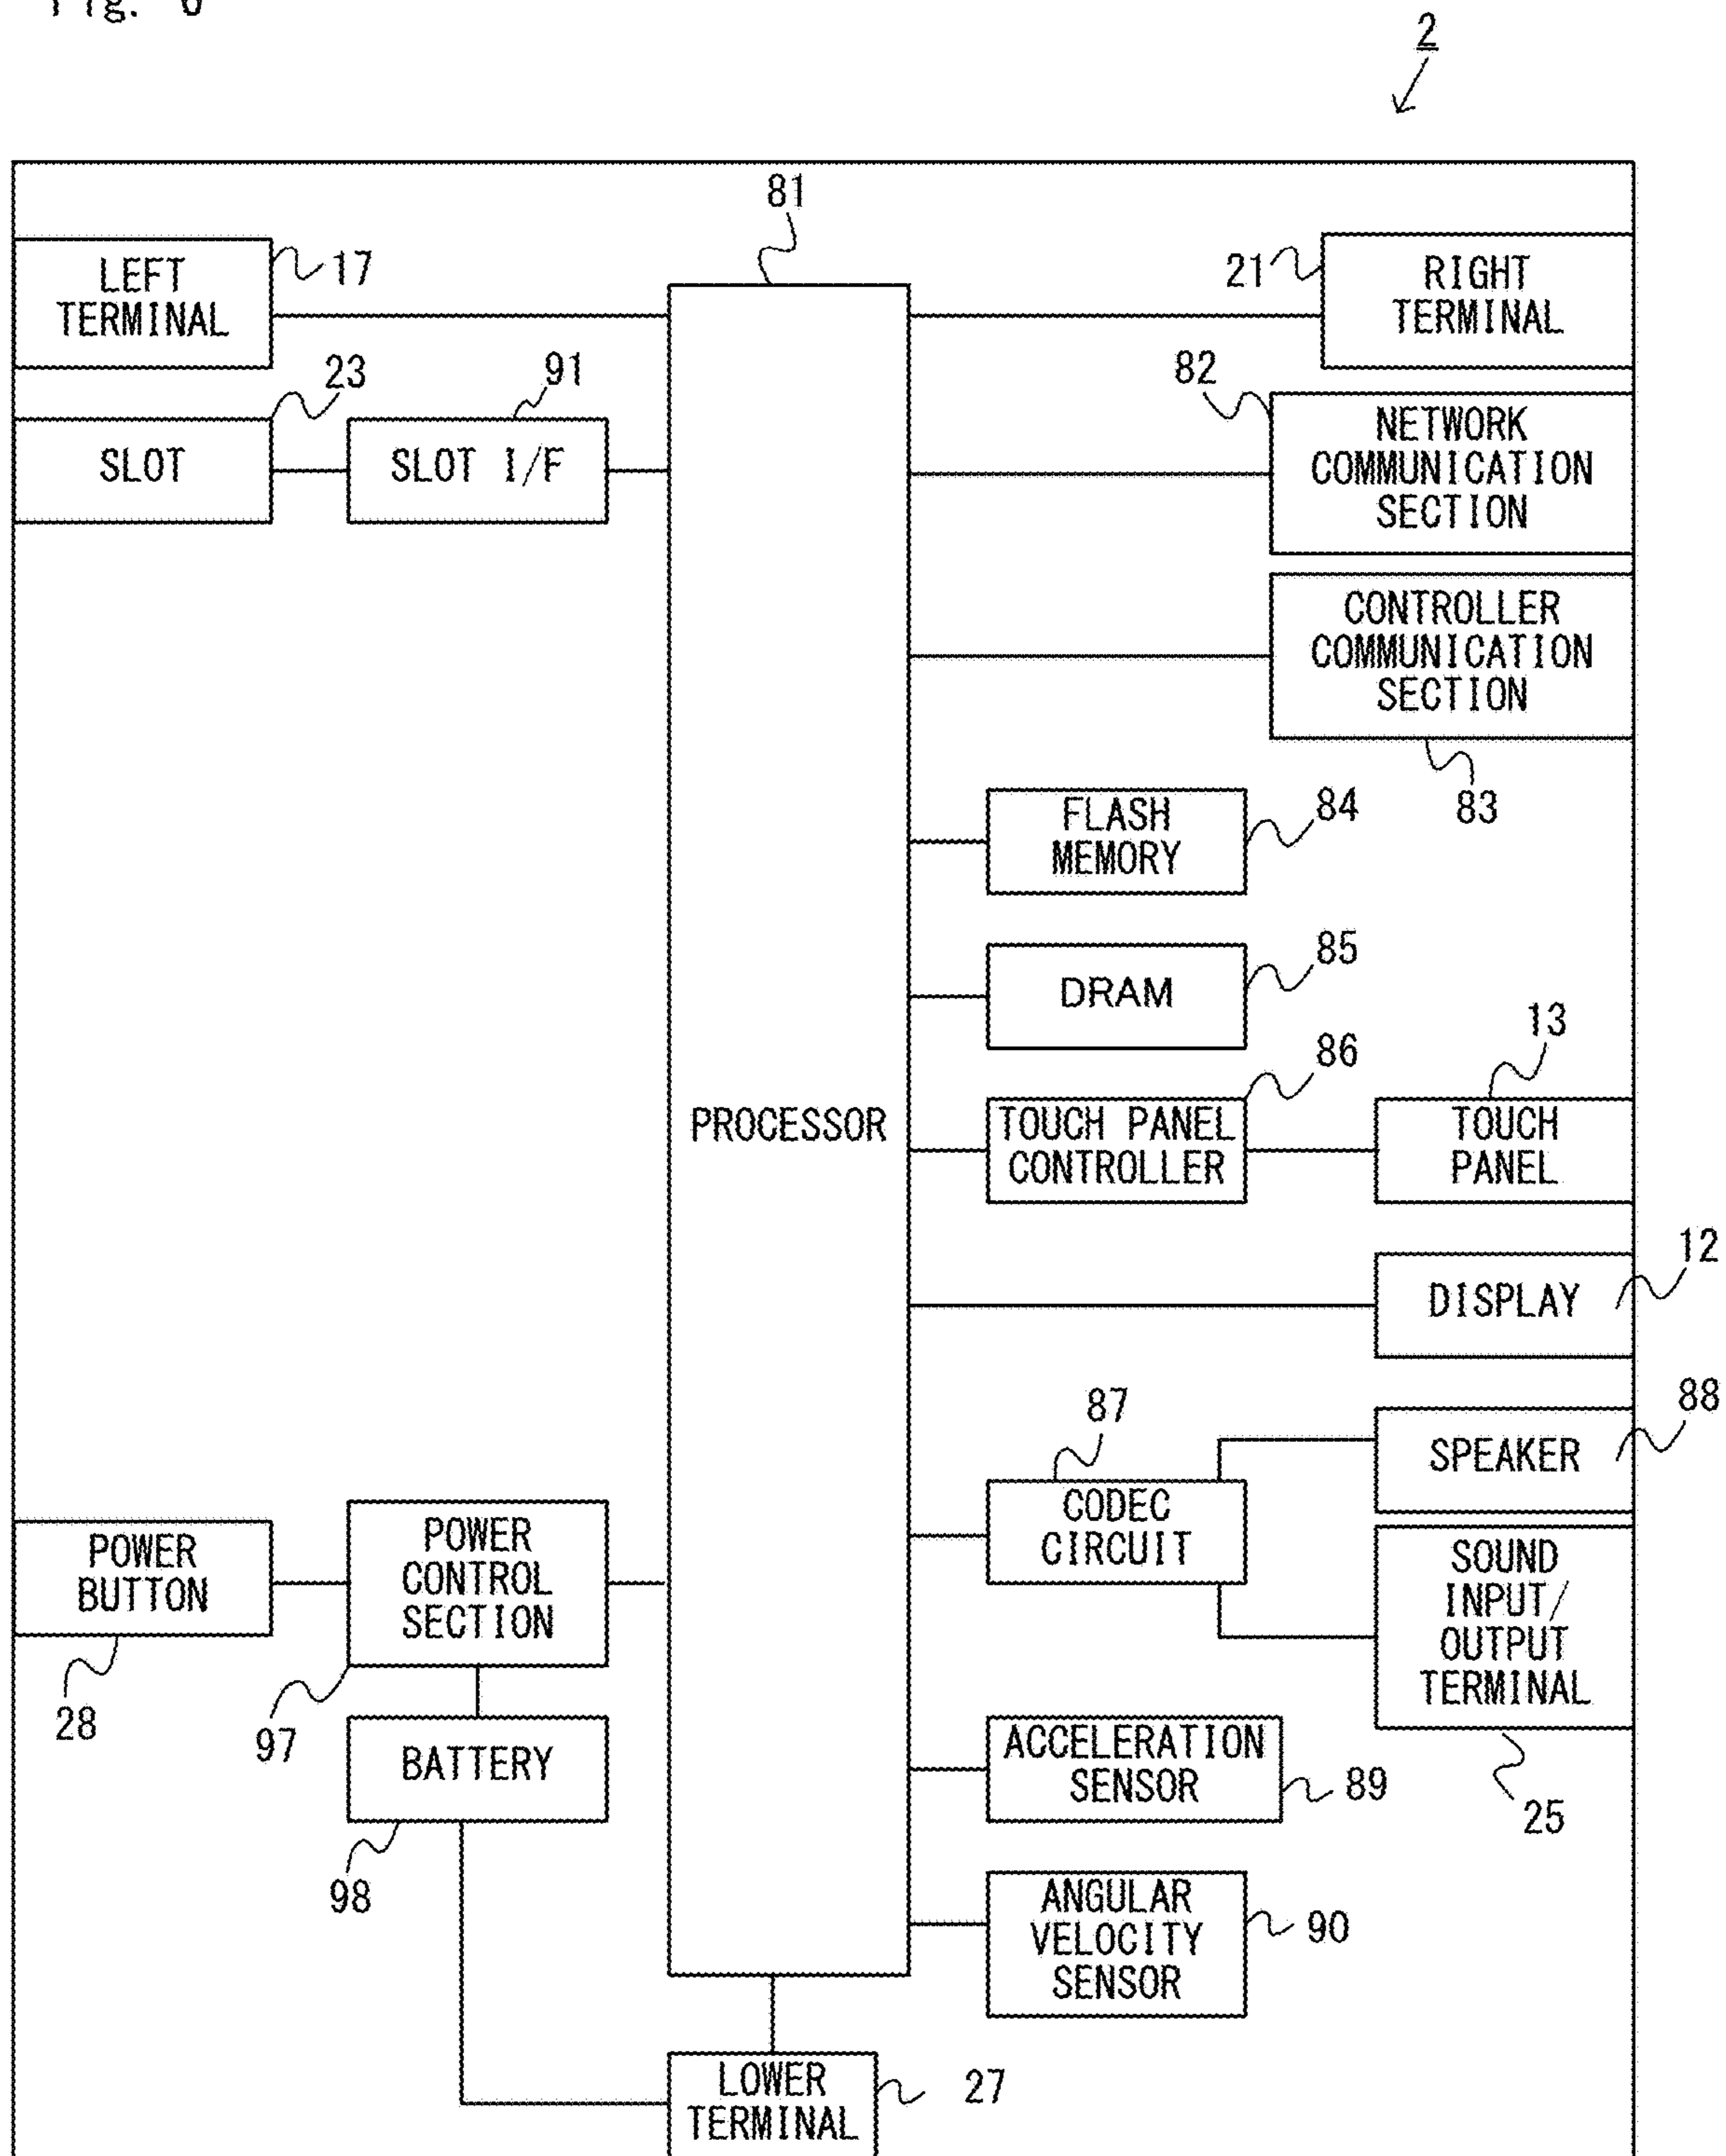 Fig. 6
2
81
LEFT
TERMINAL
17
21
RIGHT
TERMINAL
23
91
82
SLOT
SLOT I/F
NETWORK
COMMUNICATION
SECTION
CONTROLLER
COMMUNICATION
SECTION
83
FLASH
MEMORY
84
DRAM
85
PROCESSOR
86
13
TOUCH PANEL
CONTROLLER
TOUCH
PANEL
12
DISPLAY
87
88
SPEAKER
CODEC
CIRCUIT
POWER
BUTTON
28
POWER
CONTROL
SECTION
97
SOUND
INPUT/
OUTPUT
TERMINAL
25
BATTERY
98
ACCELERATION
SENSOR
89
ANGULAR
VELOCITY
SENSOR
90
LOWER
TERMINAL
27